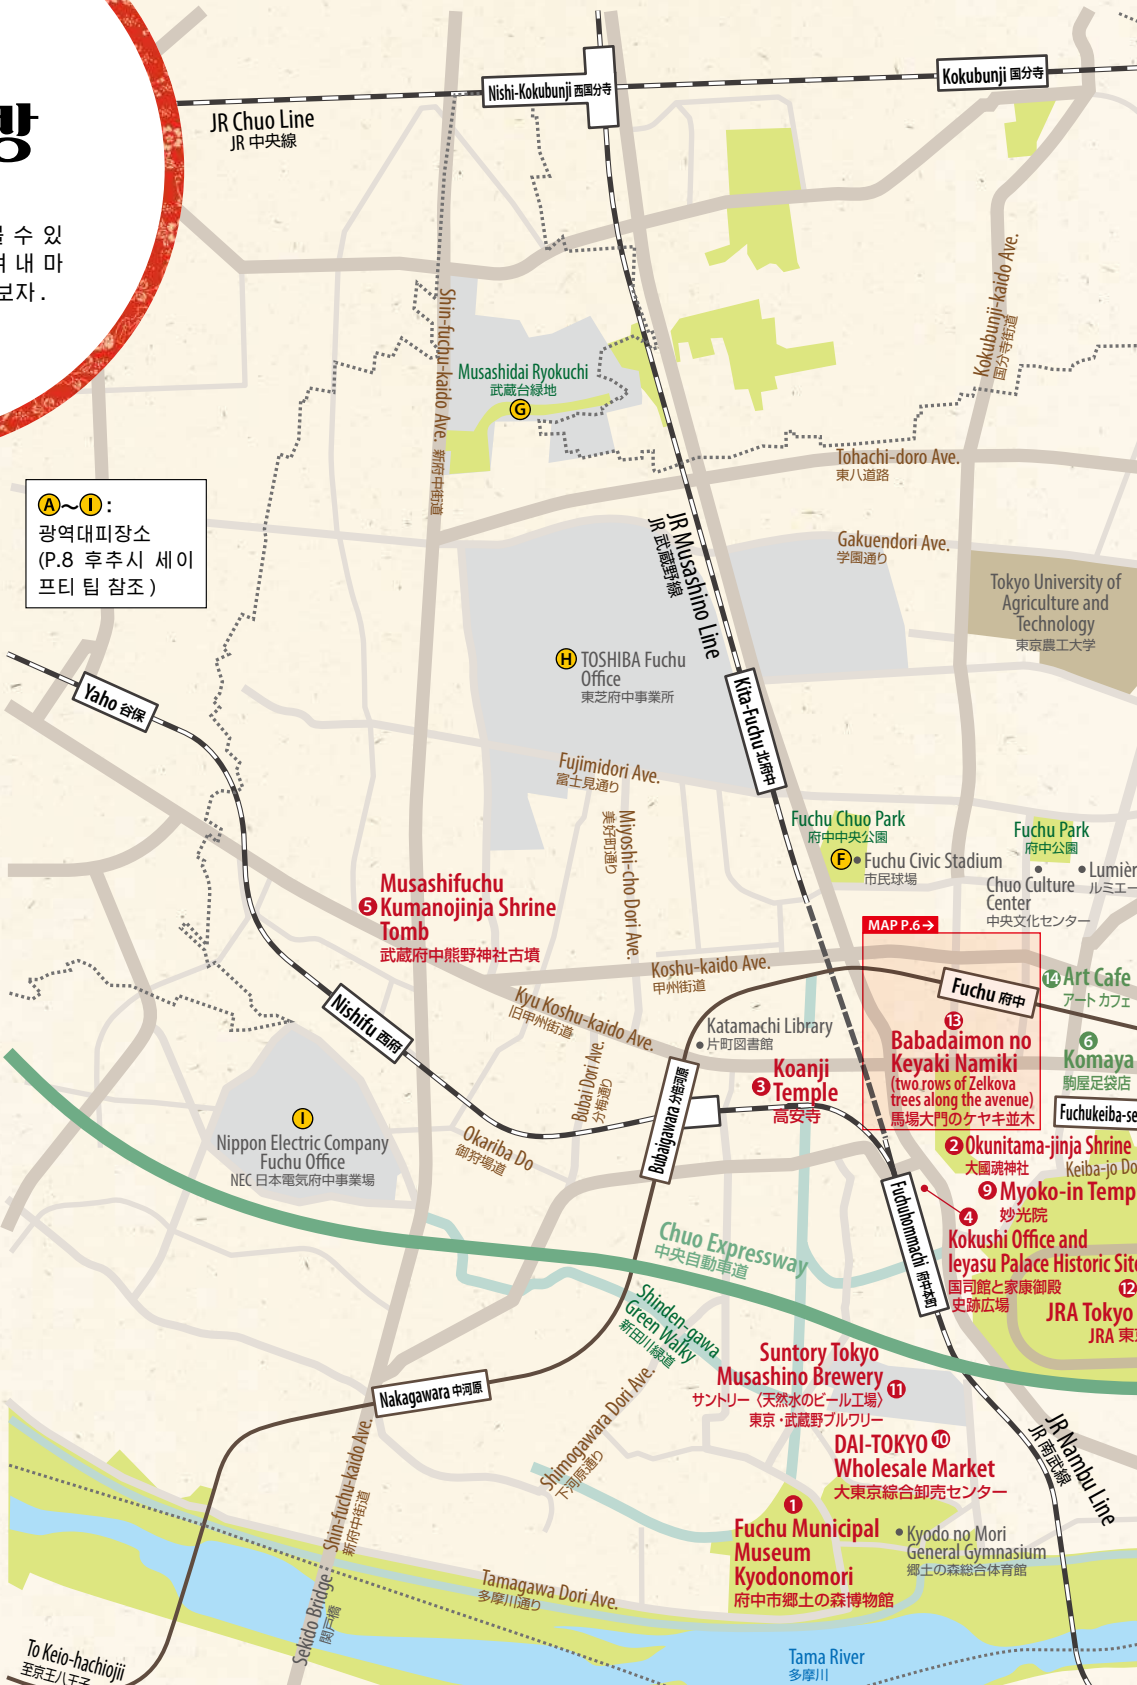 방
볼 수 있
며 내 마
보자.
Nishi-Kokubunji 西国分寺
Kokubunji 国分寺
JR Chuo Line
JR 中央線
Shin-fuchu-kaido Ave. 新府中街道
Kokubunji-kaido Ave.
国分寺街道
Musashidai Ryokuchi
武蔵台緑地
G
Tohachi-doro Ave.
東八道路
A～I :
광역대피장소
(P.8 후추시 세이
프티 팁 참조 )
JR Musashino Line
JR 武蔵野線
Gakuendori Ave.
学園通り
Tokyo University of
Agriculture and
Technology
東京農工大学
H TOSHIBA Fuchu
Office
東芝府中事業所
Yaho 谷保
Kita-Fuchu 北府中
Fujimidori Ave.
富士見通り
Miyoshi-cho Dori Ave.
美好町通り
Fuchu Chuo Park
府中中央公園
F
Fuchu Civic Stadium
市民球場
Fuchu Park
府中公園
Chuo Culture
Center
中央文化センター
Lumièr
ルミエー
5 Musashifuchu
Kumanojinja Shrine
Tomb
武蔵府中熊野神社古墳
MAP P.6→
Koshu-kaido Ave.
甲州街道
Fuchu 府中
14 Art Cafe
アート カフェ
Nishifu 西府
Kyu Koshu-kaido Ave.
旧甲州街道
Katamachi Library
片町図書館
13
Babadaimon no
Keyaki Namiki
(two rows of Zelkova
trees along the avenue)
馬場大門のケヤキ並木
6
Komaya
駒屋足袋店
Bubai Dori Ave.
分梅通り
Bubaigawara 分倍河原
3 Koanji
Temple
高安寺
Fuchukeiba-se
I
Nippon Electric Company
Fuchu Office
NEC 日本電気府中事業場
Okariba Do
御狩場道
2 Okunitama-jinja Shrine
大國魂神社
Keiba-jo Do
9 Myoko-in Temp
妙光院
Fuchuhommachi 府中本町
4
Kokushi Office and
Ieyasu Palace Historic Site
国司館と家康御殿
史跡広場
12
JRA Tokyo
JRA 東京
Chuo Expressway
中央自動車道
Shinden-gawa
Green Walky
新田川緑道
Suntory Tokyo
Musashino Brewery
サントリー〈天然水のビール工場〉
東京・武蔵野ブルワリー
11
Nakagawara 中河原
Shimogawara Dori Ave.
下河原通り
DAI-TOKYO 10
Wholesale Market
大東京綜合卸売センター
JR Nambu Line
JR 南武線
Shin-fuchu-kaido Ave.
新府中街道
1
Fuchu Municipal
Museum
Kyodonomori
府中市郷土の森博物館
Kyodo no Mori
General Gymnasium
郷土の森総合体育館
Tamagawa Dori Ave.
多摩川通り
Sekido Bridge
関戸橋
To Keio-hachiojii
至京王八王子
Tama River
多摩川